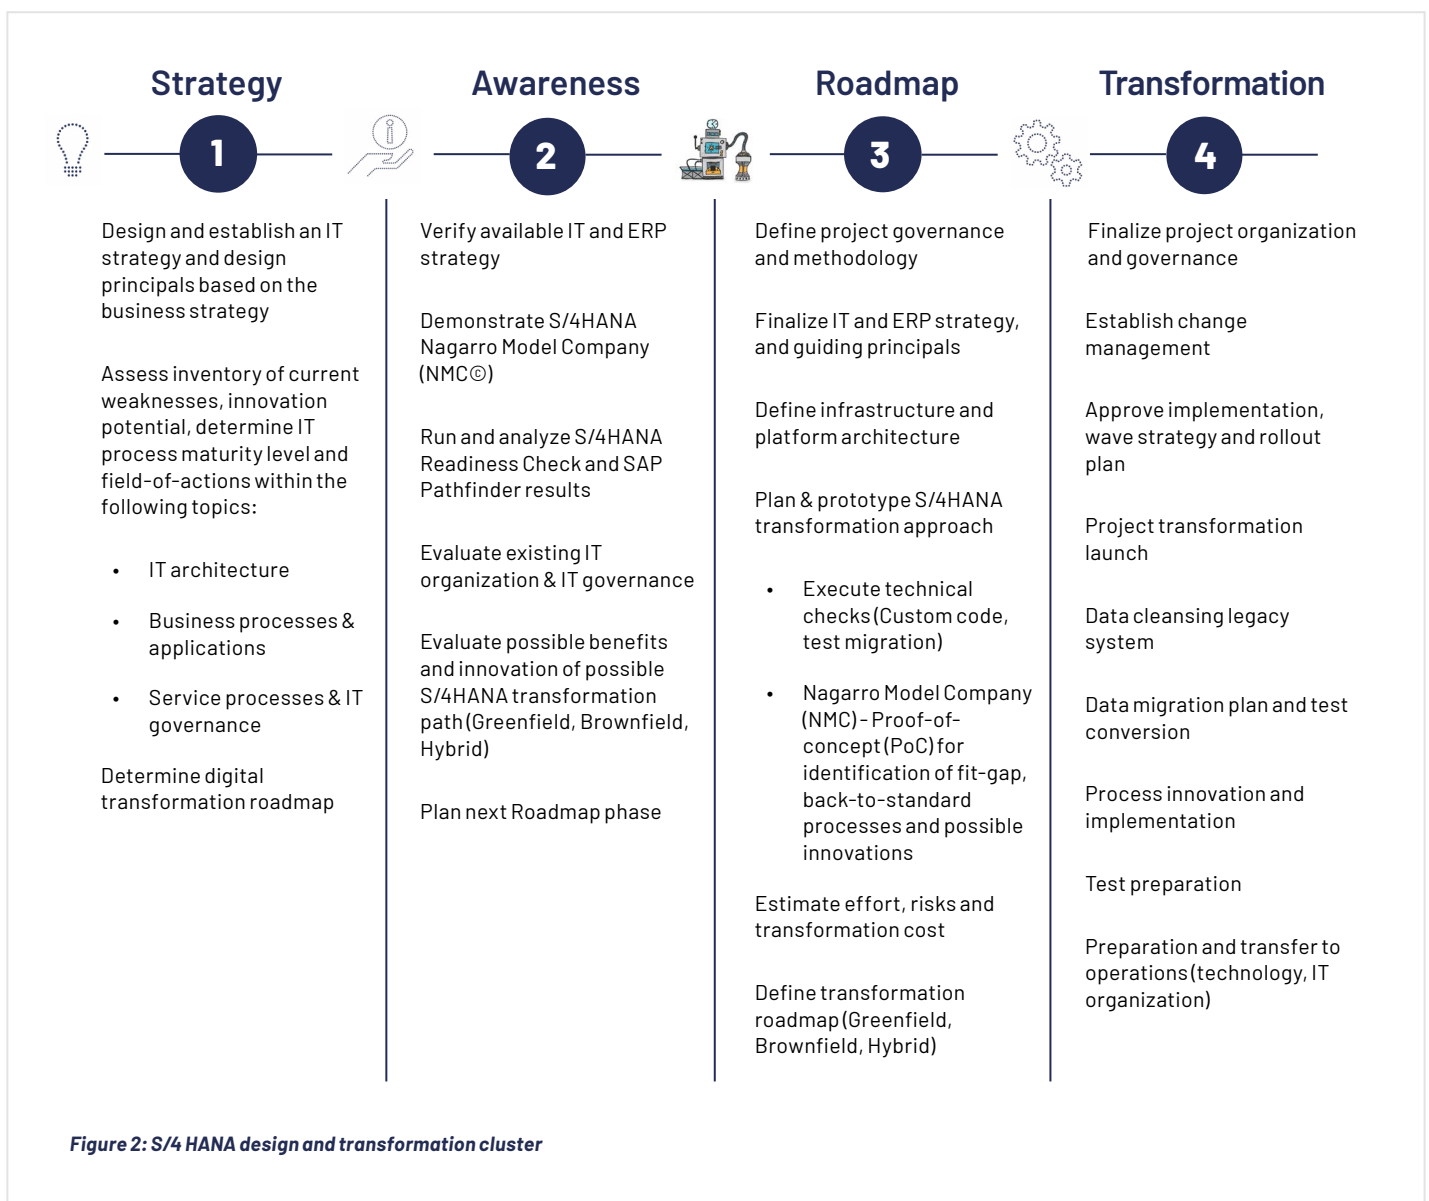 Strategy
1
Design and establish an IT
strategy and design
principals based on the
business strategy
Assess inventory of current
weaknesses, innovation
potential, determine IT
process maturity level and
field-of-actions within the
following topics:
• IT architecture
• Business processes &
applications
• Service processes & IT
governance
Determine digital
transformation roadmap
Awareness
2
Verify available IT and ERP
strategy
Demonstrate S/4HANA
Nagarro Model Company
(NMC©)
Run and analyze S/4HANA
Readiness Check and SAP
Pathfinder results
Evaluate existing IT
organization & IT governance
Evaluate possible benefits
and innovation of possible
S/4HANA transformation
path (Greenfield, Brownfield,
Hybrid)
Plan next Roadmap phase
Roadmap
3
Define project governance
and methodology
Finalize IT and ERP strategy,
and guiding principals
Define infrastructure and
platform architecture
Plan & prototype S/4HANA
transformation approach
• Execute technical
checks (Custom code,
test migration)
• Nagarro Model Company
(NMC) - Proof-of-
concept (PoC) for
identification of fit-gap,
back-to-standard
processes and possible
innovations
Estimate effort, risks and
transformation cost
Define transformation
roadmap (Greenfield,
Brownfield, Hybrid)
Transformation
4
Finalize project organization
and governance
Establish change
management
Approve implementation,
wave strategy and rollout
plan
Project transformation
launch
Data cleansing legacy
system
Data migration plan and test
conversion
Process innovation and
implementation
Test preparation
Preparation and transfer to
operations (technology, IT
organization)
Figure 2: S/4 HANA design and transformation cluster